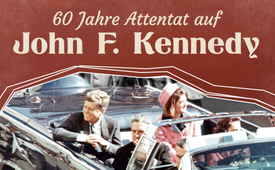 60 Jahre Attentat auf
John F. Kennedy